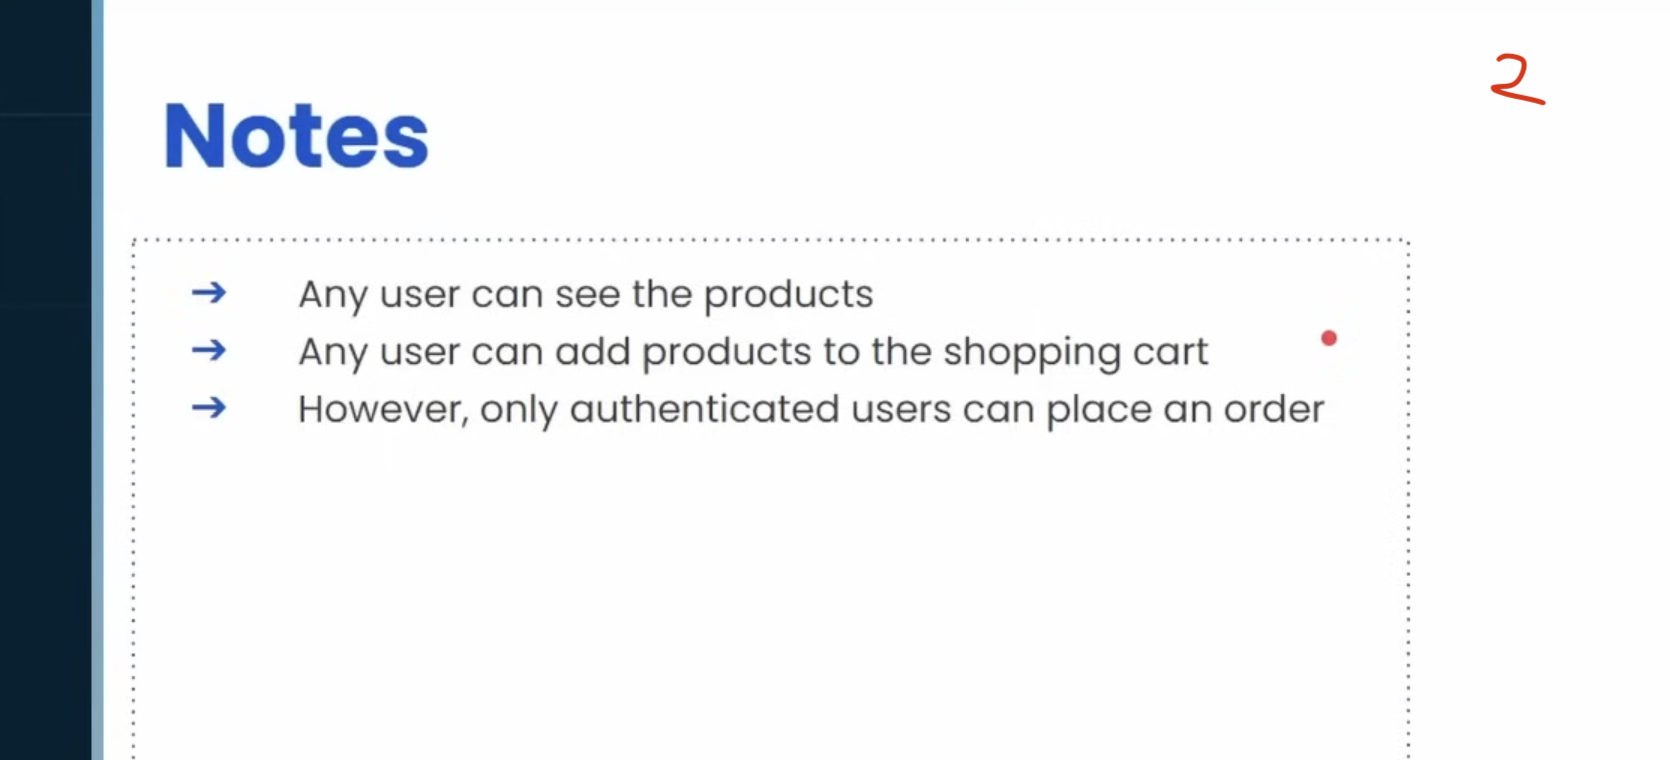 2
Notes
➔ Any user can see the products
➔ Any user can add products to the shopping cart
➔ However, only authenticated users can place an order